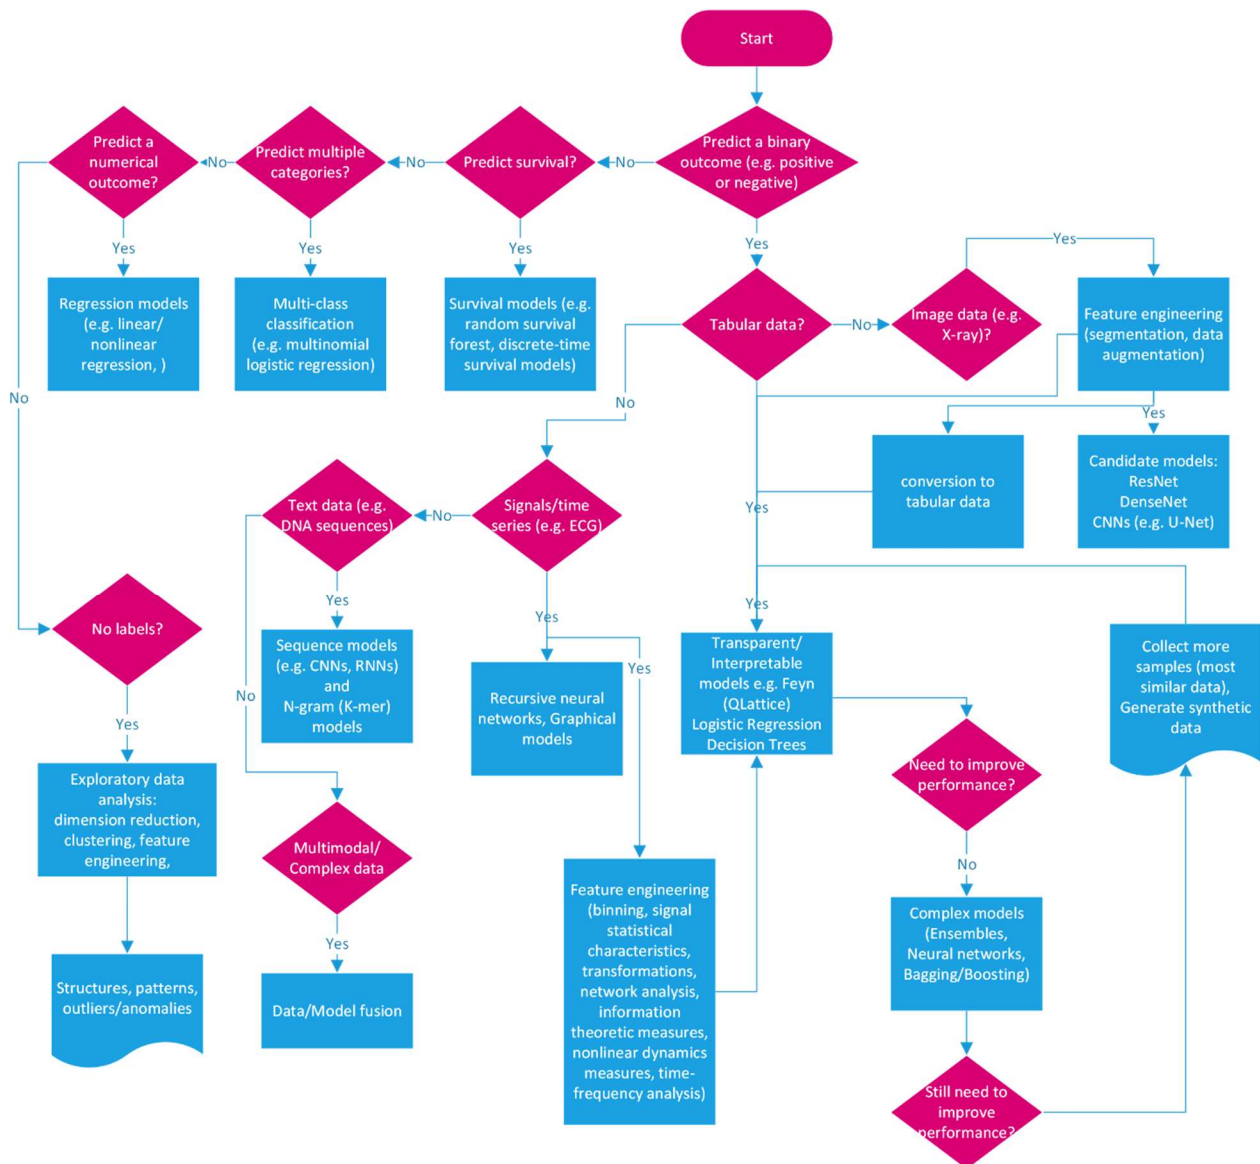 Start
Predict a
numerical
outcome?
No
Predict multiple
categories?
No
Predict survival?
No
Predict a binary
outcome (e.g. positive
or negative)
Yes
Yes
Yes
Yes
Yes
Regression models
(e.g. linear/
nonlinear
regression, )
Multi-class
classification
(e.g. multinomial
logistic regression)
Survival models (e.g.
random survival
forest, discrete-time
survival models)
Tabular data?
No
Image data (e.g.
X-ray)?
Feature engineering
(segmentation, data
augmentation)
No
No
Yes
conversion to
tabular data
Candidate models:
ResNet
DenseNet
CNNs (e.g. U-Net)
Text data (e.g.
DNA sequences)
No
Signals/time
series (e.g. ECG)
Yes
No labels?
Yes
Yes
Yes
Yes
Sequence models
(e.g. CNNs, RNNs)
and
N-gram (K-mer)
models
No
Recursive neural
networks, Graphical
models
Transparent/
Interpretable
models e.g. Feyn
(QLattice)
Logistic Regression
Decision Trees
Collect more
samples (most
similar data),
Generate synthetic
data
Yes
Need to improve
performance?
Exploratory data
analysis:
dimension reduction,
clustering, feature
engineering,
Multimodal/
Complex data
No
Yes
Feature engineering
(binning, signal
statistical
characteristics,
transformations,
network analysis,
information
theoretic measures,
nonlinear dynamics
measures, time-
frequency analysis)
Complex models
(Ensembles,
Neural networks,
Bagging/Boosting)
Structures, patterns,
outliers/anomalies
Data/Model fusion
Still need to
improve
performance?